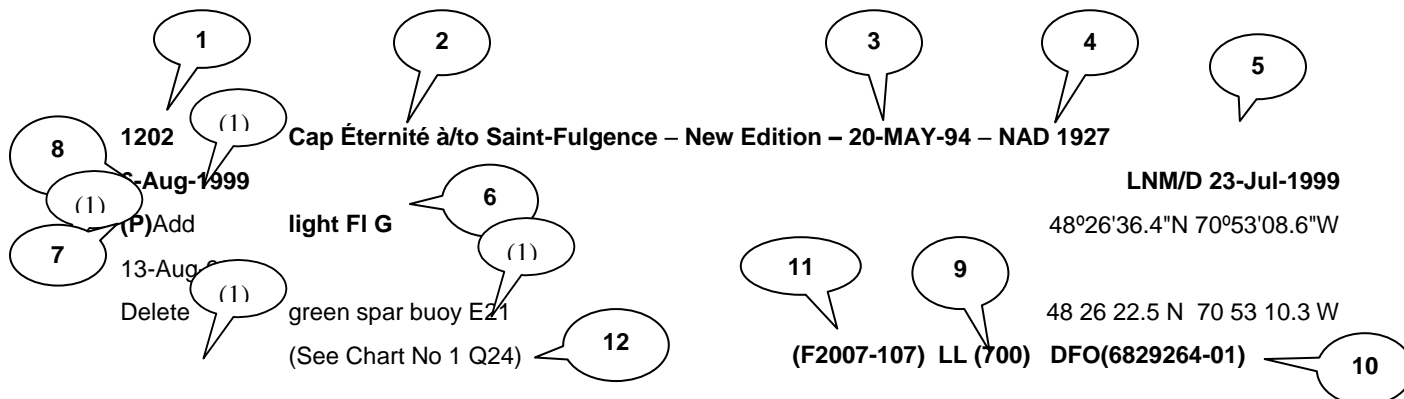 1 2 3 4 5
1202 (1) Cap Éternité à/to Saint-Fulgence – New Edition – 20-MAY-94 – NAD 1927
8 -Aug-1999 LNM/D 23-Jul-1999
(1) (P)Add light Fl G 6 48º26'36.4"N 70º53'08.6"W
7 13-Aug- (1) 11 9
Delete (1) green spar buoy E21 48 26 22.5 N 70 53 10.3 W
(See Chart No 1 Q24) 12 (F2007-107) LL (700) DFO(6829264-01) 10